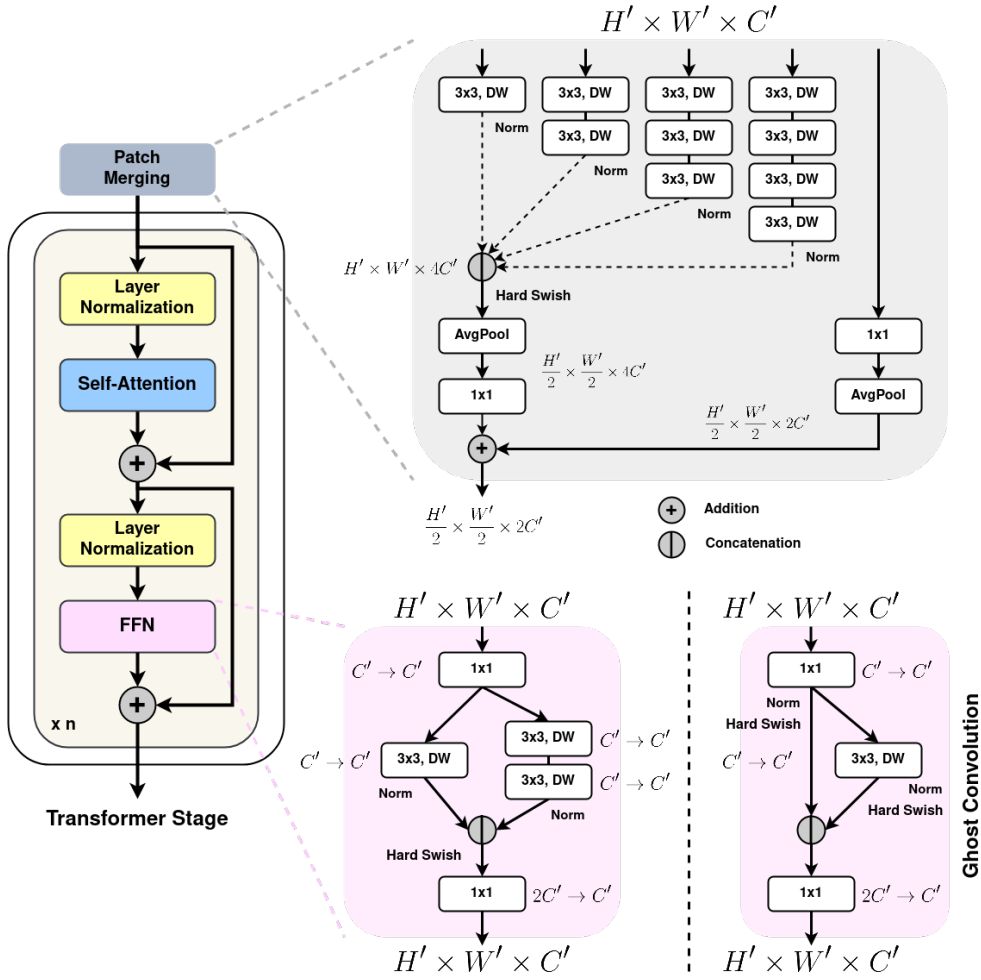 Patch
Merging
Layer
Normalization
Self-Attention
+
Layer
Normalization
FFN
+
x n
Transformer Stage
H′ × W′ × C′
3x3, DW
3x3, DW
3x3, DW
3x3, DW
Norm
3x3, DW
3x3, DW
3x3, DW
Norm
3x3, DW
3x3, DW
Norm
3x3, DW
Norm
H′ × W′ × 4C′
Hard Swish
AvgPool
1x1
H′/2 × W′/2 × 4C′
1x1
AvgPool
H′/2 × W′/2 × 2C′
+
H′/2 × W′/2 × 2C′
+ Addition
Concatenation
H′ × W′ × C′
C′ → C′
1x1
3x3, DW
C′ → C′
C′ → C′
3x3, DW
3x3, DW
C′ → C′
Norm
Norm
Hard Swish
1x1
2C′ → C′
H′ × W′ × C′
H′ × W′ × C′
1x1
C′ → C′
Norm
Hard Swish
C′ → C′
3x3, DW
Norm
Hard Swish
1x1
2C′ → C′
H′ × W′ × C′
Ghost Convolution